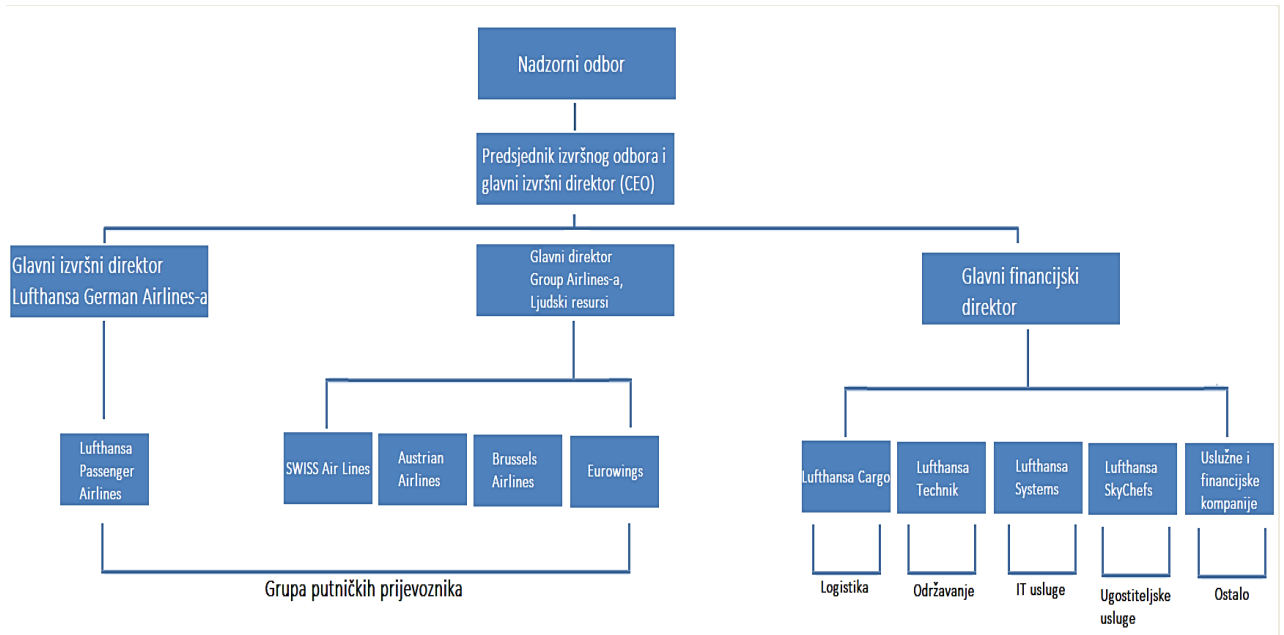 Nadzorni odbor
Predsjednik izvršnog odbora i
glavni izvršni direktor (CEO)
Glavni izvršni direktor
Lufthansa German Airlines-a
Glavni direktor
Group Airlines-a,
Ljudski resursi
Glavni financijski
direktor
Lufthansa
Passenger
Airlines
SWISS Air Lines
Austrian
Airlines
Brussels
Airlines
Eurowings
Lufthansa Cargo
Lufthansa
Technik
Lufthansa
Systems
Lufthansa
SkyChefs
Uslužne i
financijske
kompanije
Grupa putničkih prijevoznika
Logistika
Održavanje
IT usluge
Ugostiteljske
usluge
Ostalo